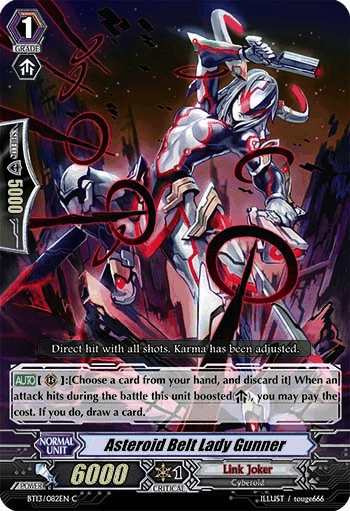 1
GRADE
SHIELD
5000
Direct hit with all shots. Karma has been adjusted.
AUTO [ ]:[Choose a card from your hand, and discard it] When an
attack hits during the battle this unit boosted( ), you may pay the
cost. If you do, draw a card.
NORMAL
UNIT
Asteroid Belt Lady Gunner
POWER
6000
1
CRITICAL
Link Joker
Cyberoid
BT13/082EN C
ILLUST / touge666